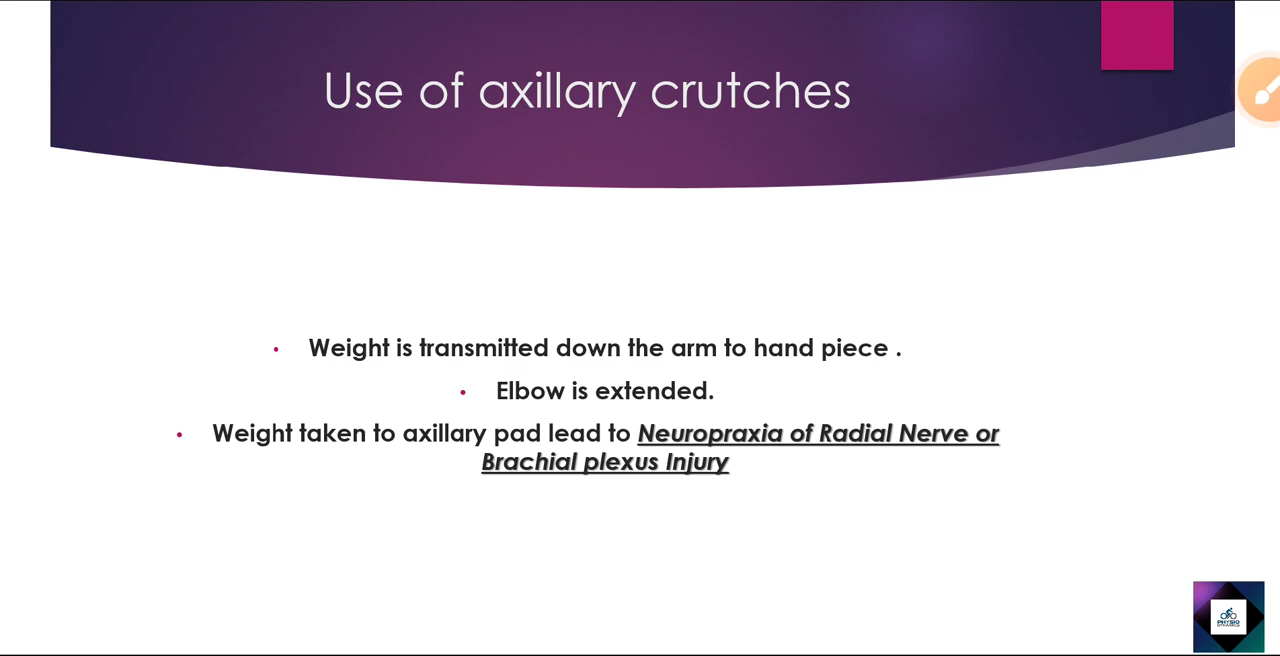 Use of axillary crutches
• Weight is transmitted down the arm to hand piece .
• Elbow is extended.
• Weight taken to axillary pad lead to Neuropraxia of Radial Nerve or
Brachial plexus Injury
PHYSIO